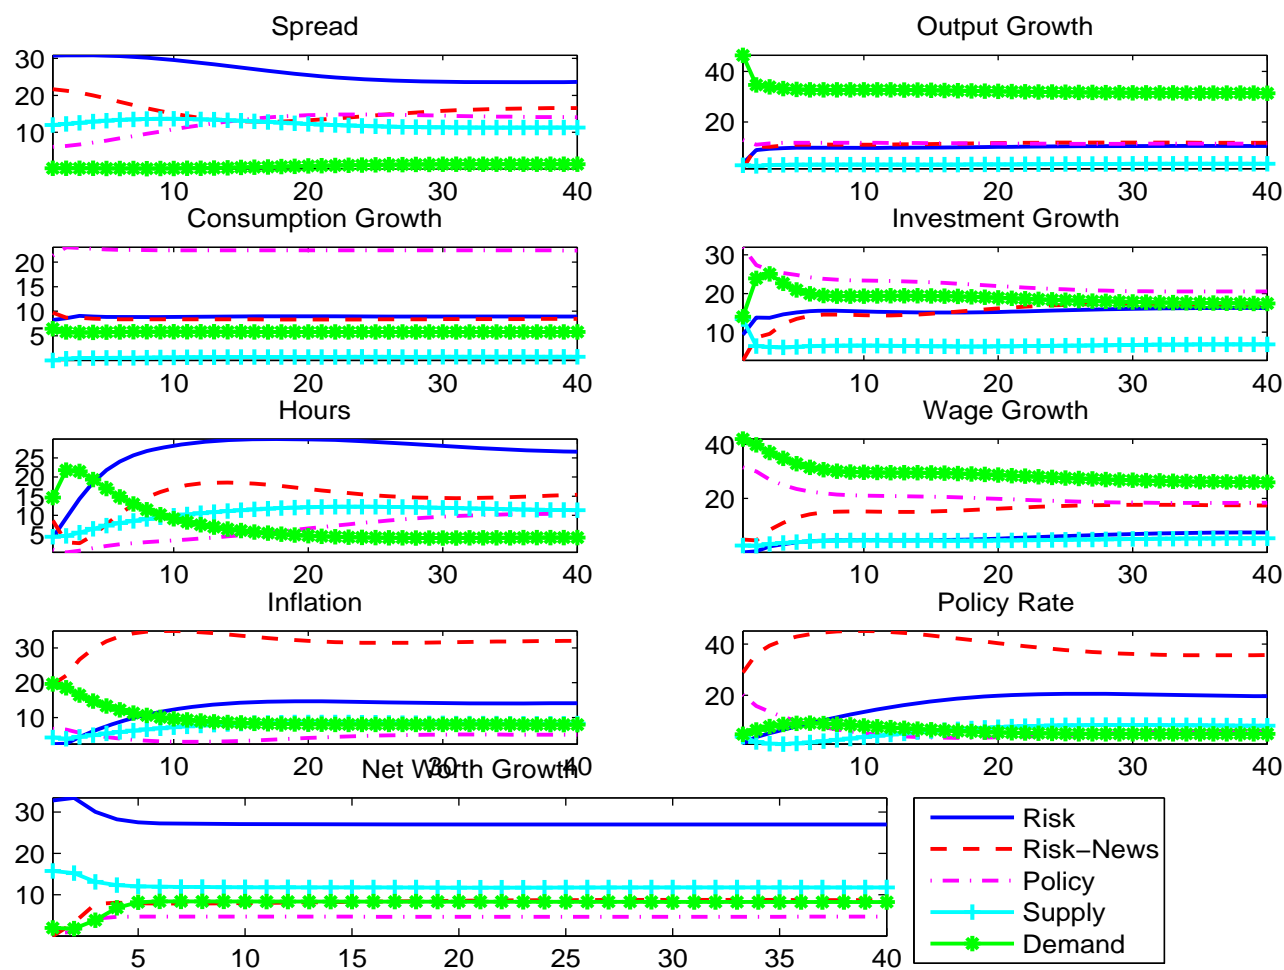 Spread
30
20
10
10 20 30 40
Output Growth
40
20
10 20 30 40
Consumption Growth
20
15
10
5
10 20 30 40
Investment Growth
30
20
10
10 20 30 40
Hours
25
20
15
10
5
10 20 30 40
Wage Growth
40
20
10 20 30 40
Inflation
30
20
10
10 20 30 40
Policy Rate
40
20
10 20 30 40
Net Worth Growth
30
20
10
5 10 15 20 25 30 35 40
Risk
Risk−News
Policy
Supply
Demand